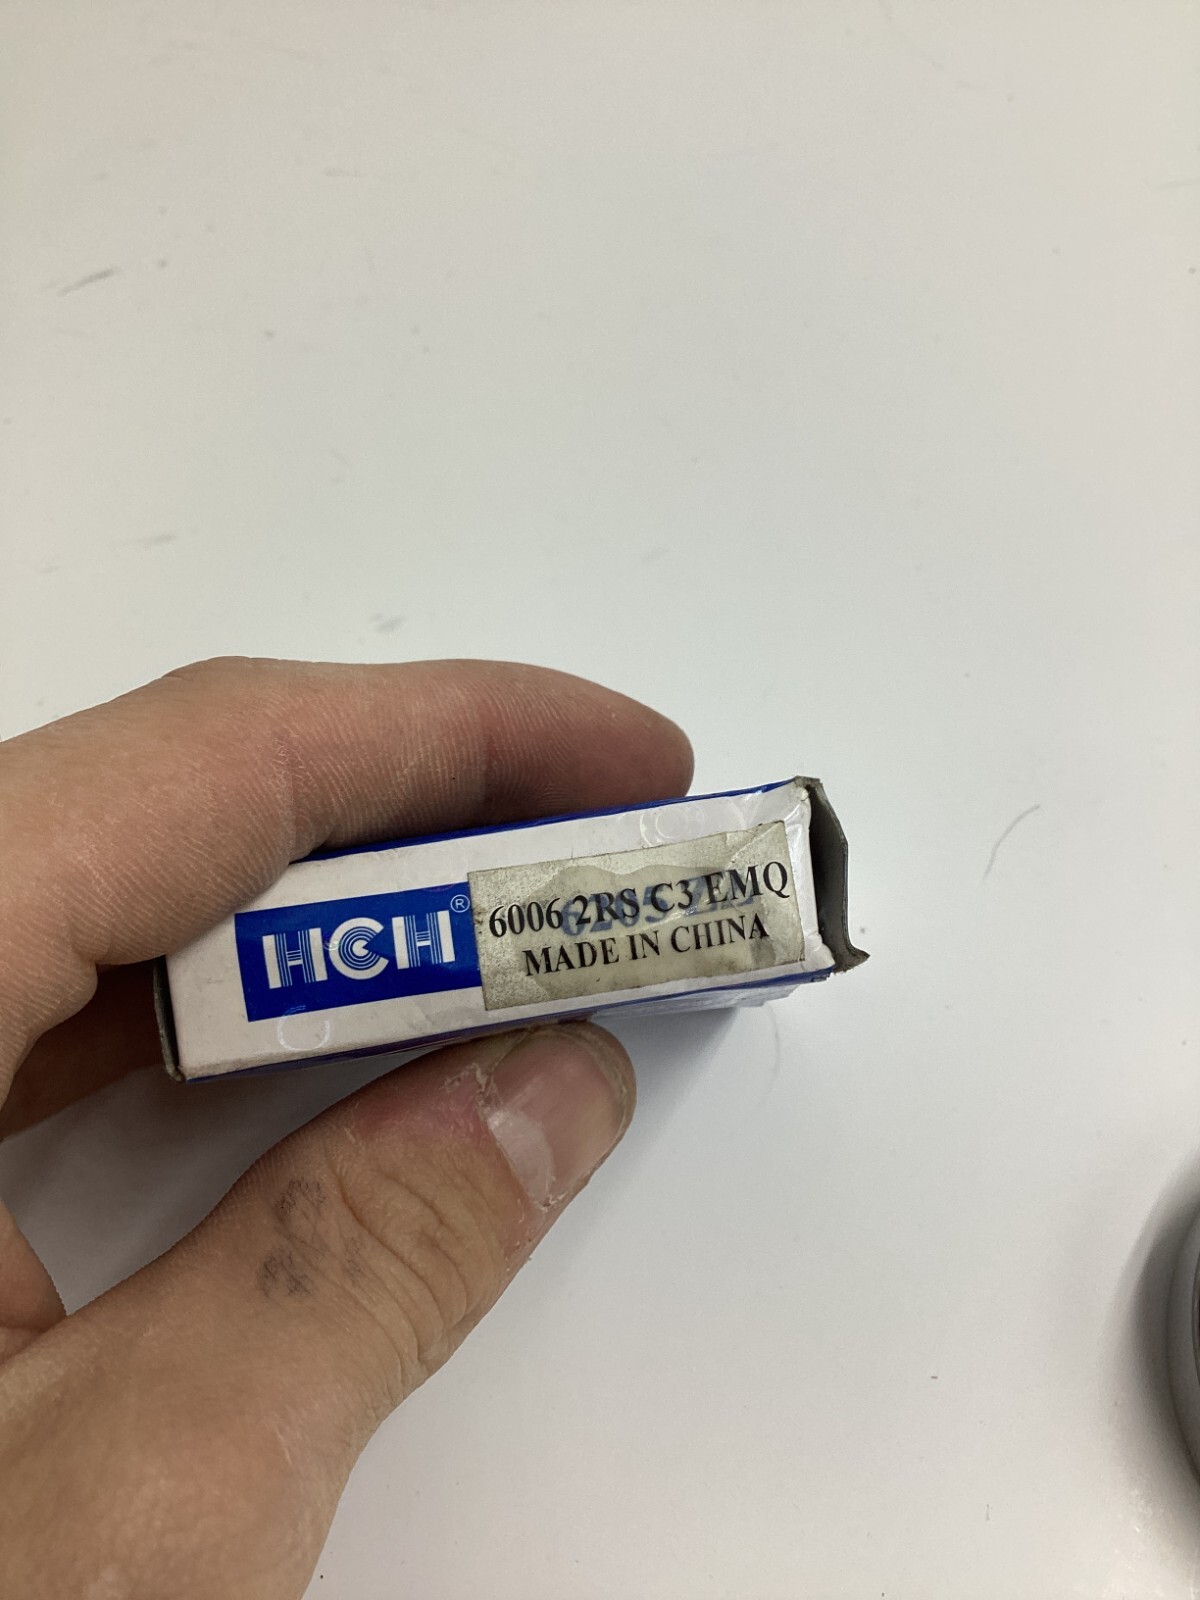 HCH®
6006 2RS C3 EMQ
MADE IN CHINA